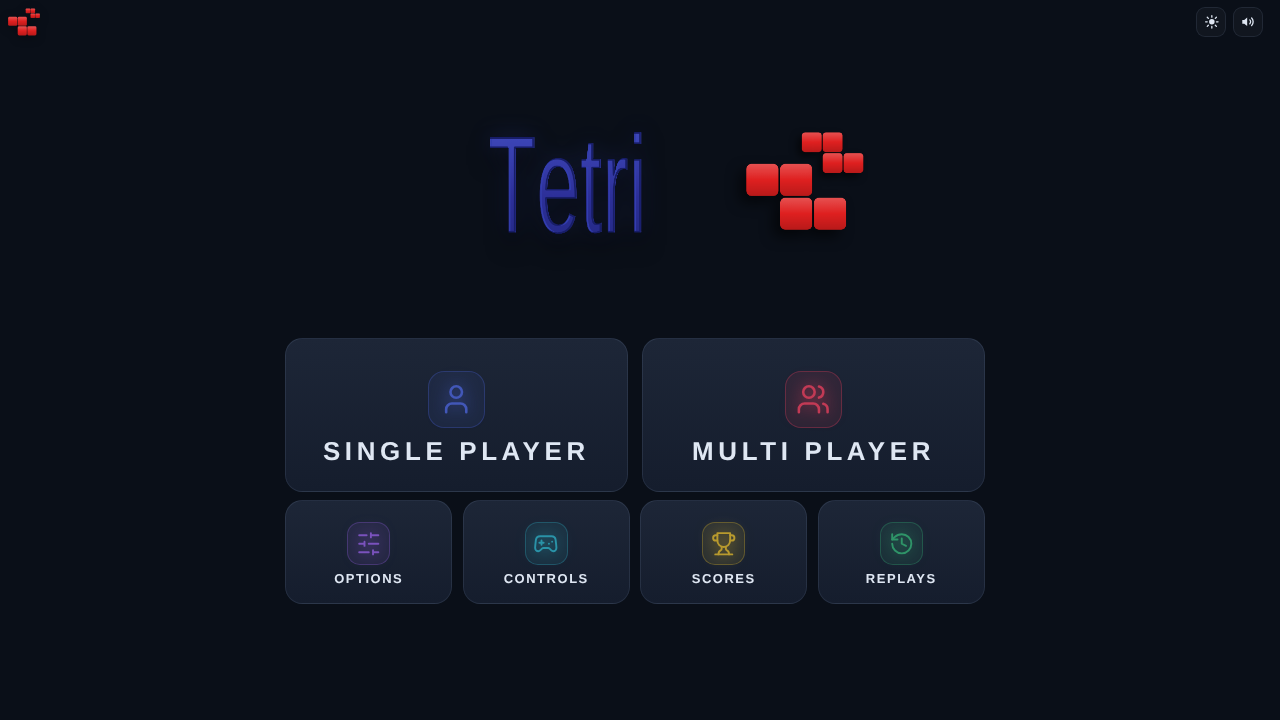 Tetri
SINGLE PLAYER
MULTI PLAYER
OPTIONS
CONTROLS
SCORES
REPLAYS